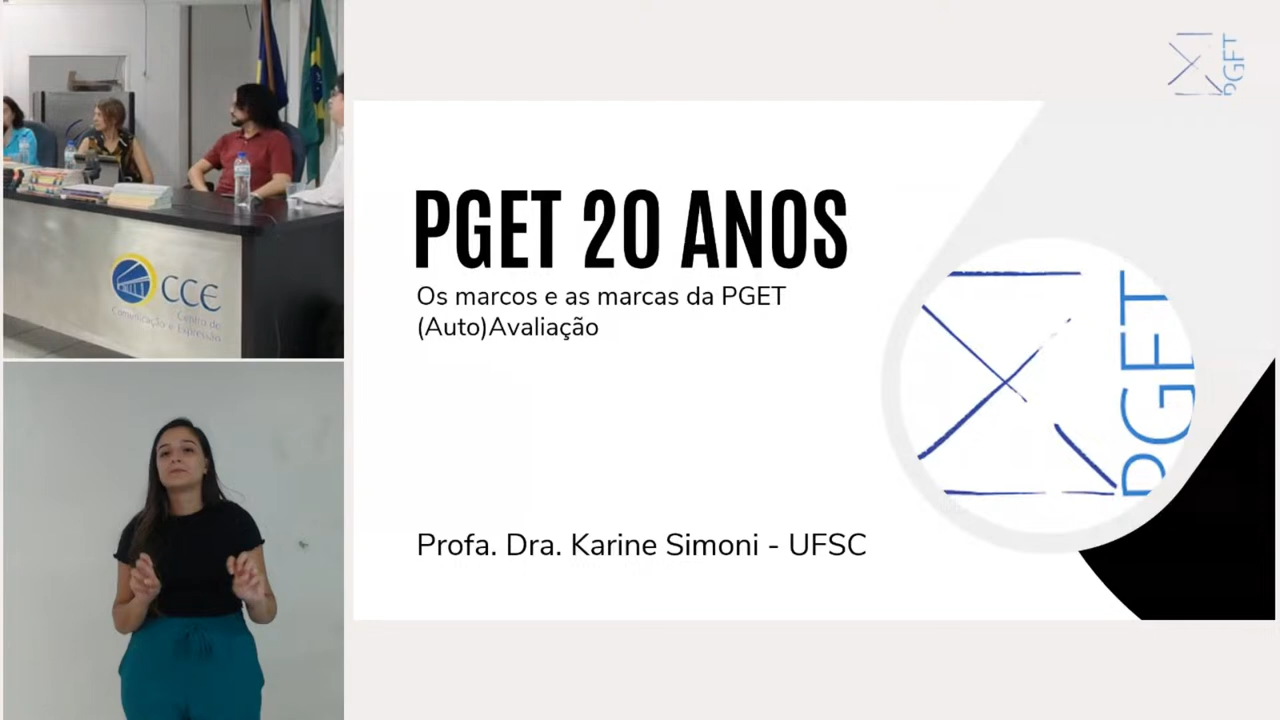 CCE
Centro de
Comunicação e Expressão
PGET 20 ANOS
Os marcos e as marcas da PGET
(Auto)Avaliação
Profa. Dra. Karine Simoni - UFSC
PGET
PGET